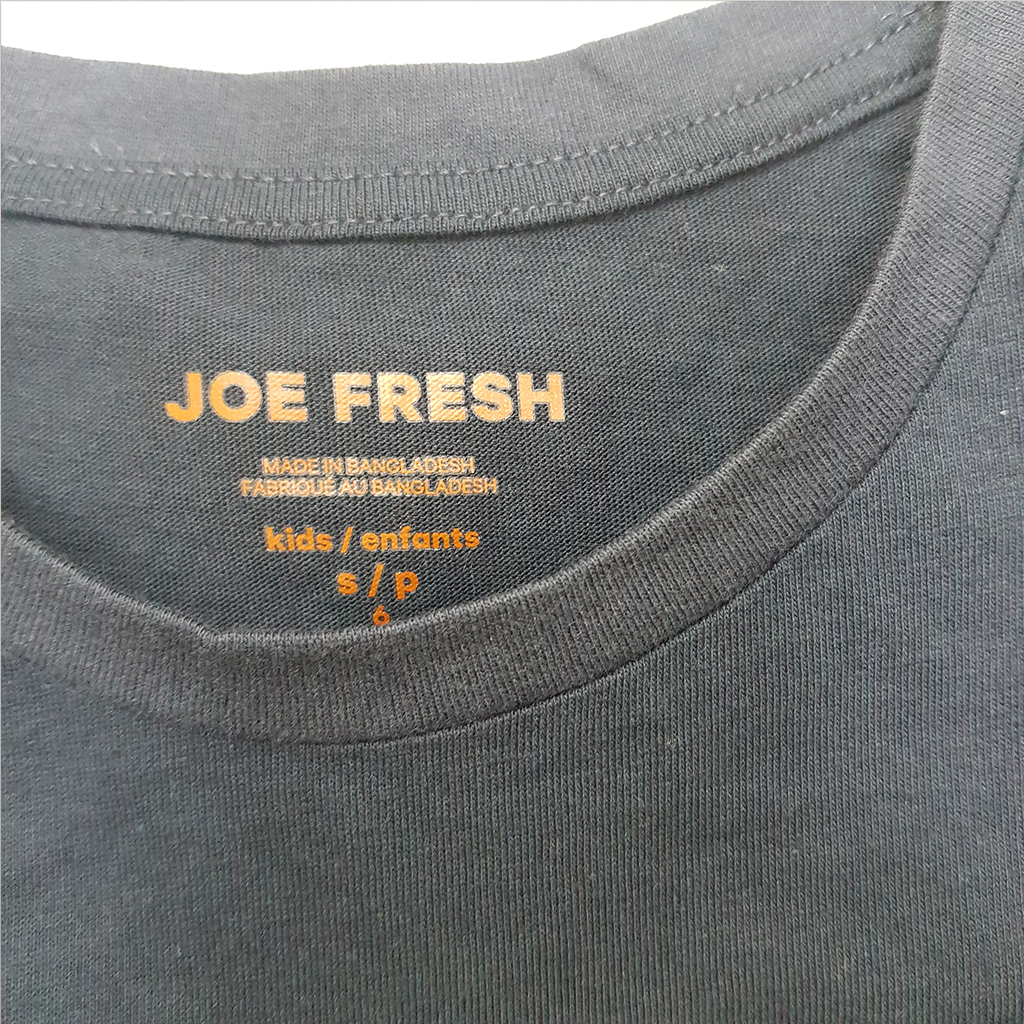 JOE FRESH
MADE IN BANGLADESH
FABRIQUÉ AU BANGLADESH
kids / enfants
s / p
6